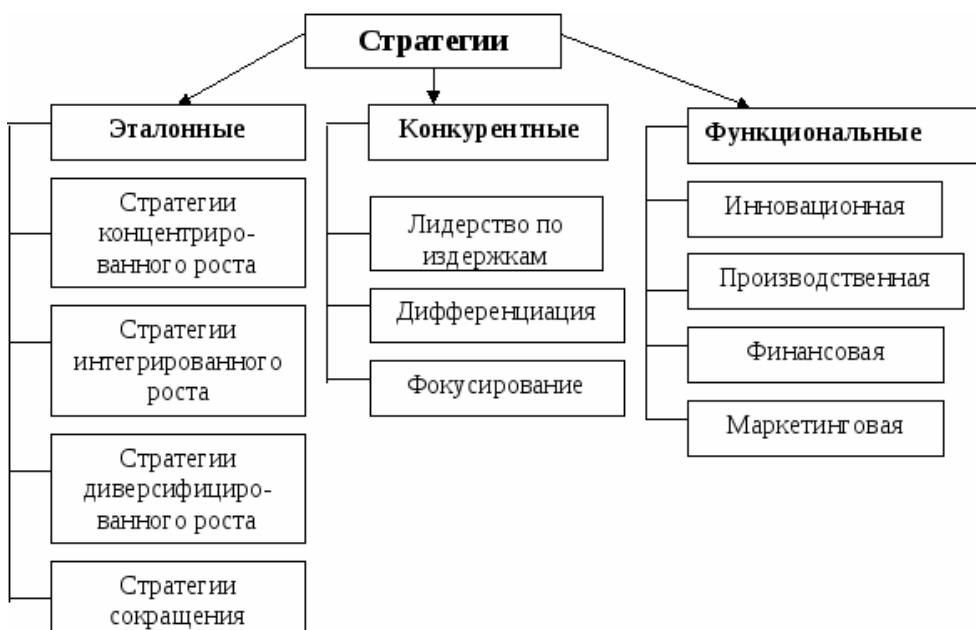 Стратегии
Эталонные
Стратегии
концентриро-
ванного роста
Стратегии
интегрированного
роста
Стратегии
диверсифициро-
ванного роста
Стратегии
сокращения
Конкурентные
Лидерство по
издержкам
Дифференциация
Фокусирование
Функциональные
Инновационная
Производственная
Финансовая
Маркетинговая